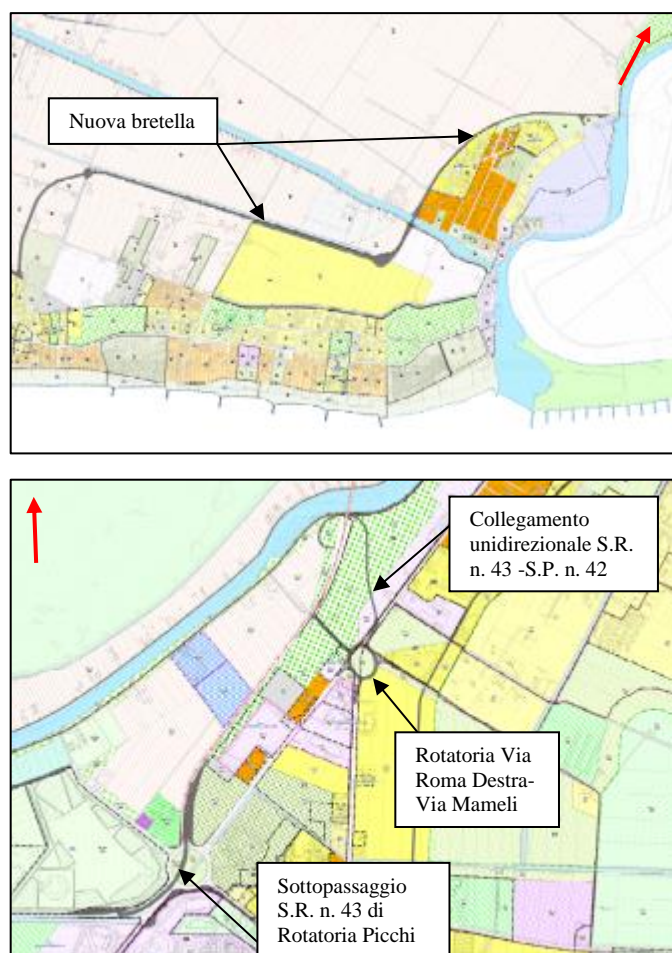 Nuova bretella
Collegamento
unidirezionale S.R.
n. 43 -S.P. n. 42
Rotatoria Via
Roma Destra-
Via Mameli
Sottopassaggio
S.R. n. 43 di
Rotatoria Picchi